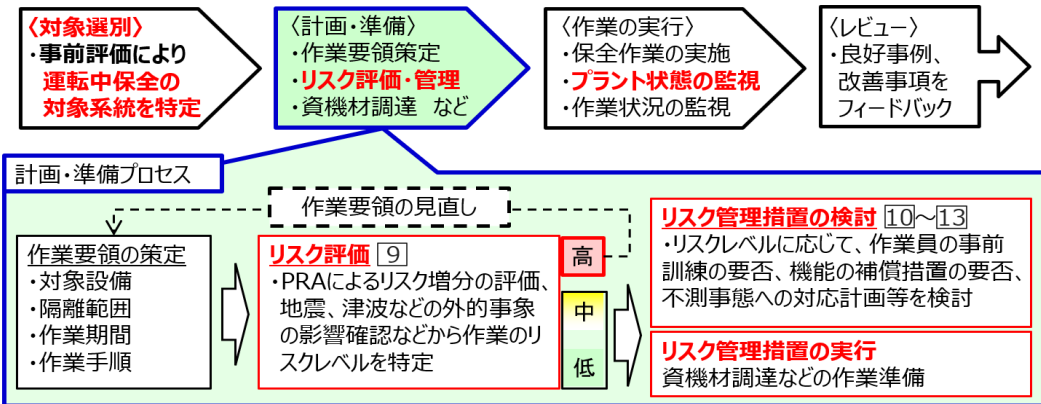 〈対象選別〉
・事前評価により
運転中保全の
対象系統を特定
〈計画・準備〉
・作業要領策定
・リスク評価・管理
・資機材調達 など
〈作業の実行〉
・保全作業の実施
・プラント状態の監視
・作業状況の監視
〈レビュー〉
・良好事例、
改善事項を
フィードバック
計画・準備プロセス
作業要領の見直し
作業要領の策定
・対象設備
・隔離範囲
・作業期間
・作業手順
リスク評価 9
・PRAによるリスク増分の評価、
地震、津波などの外的事象
の影響確認などから作業のリ
スクレベルを特定
高
中
低
リスク管理措置の検討 10～13
・リスクレベルに応じて、作業員の事前
訓練の要否、機能の補償措置の要否、
不測事態への対応計画等を検討
リスク管理措置の実行
資機材調達などの作業準備